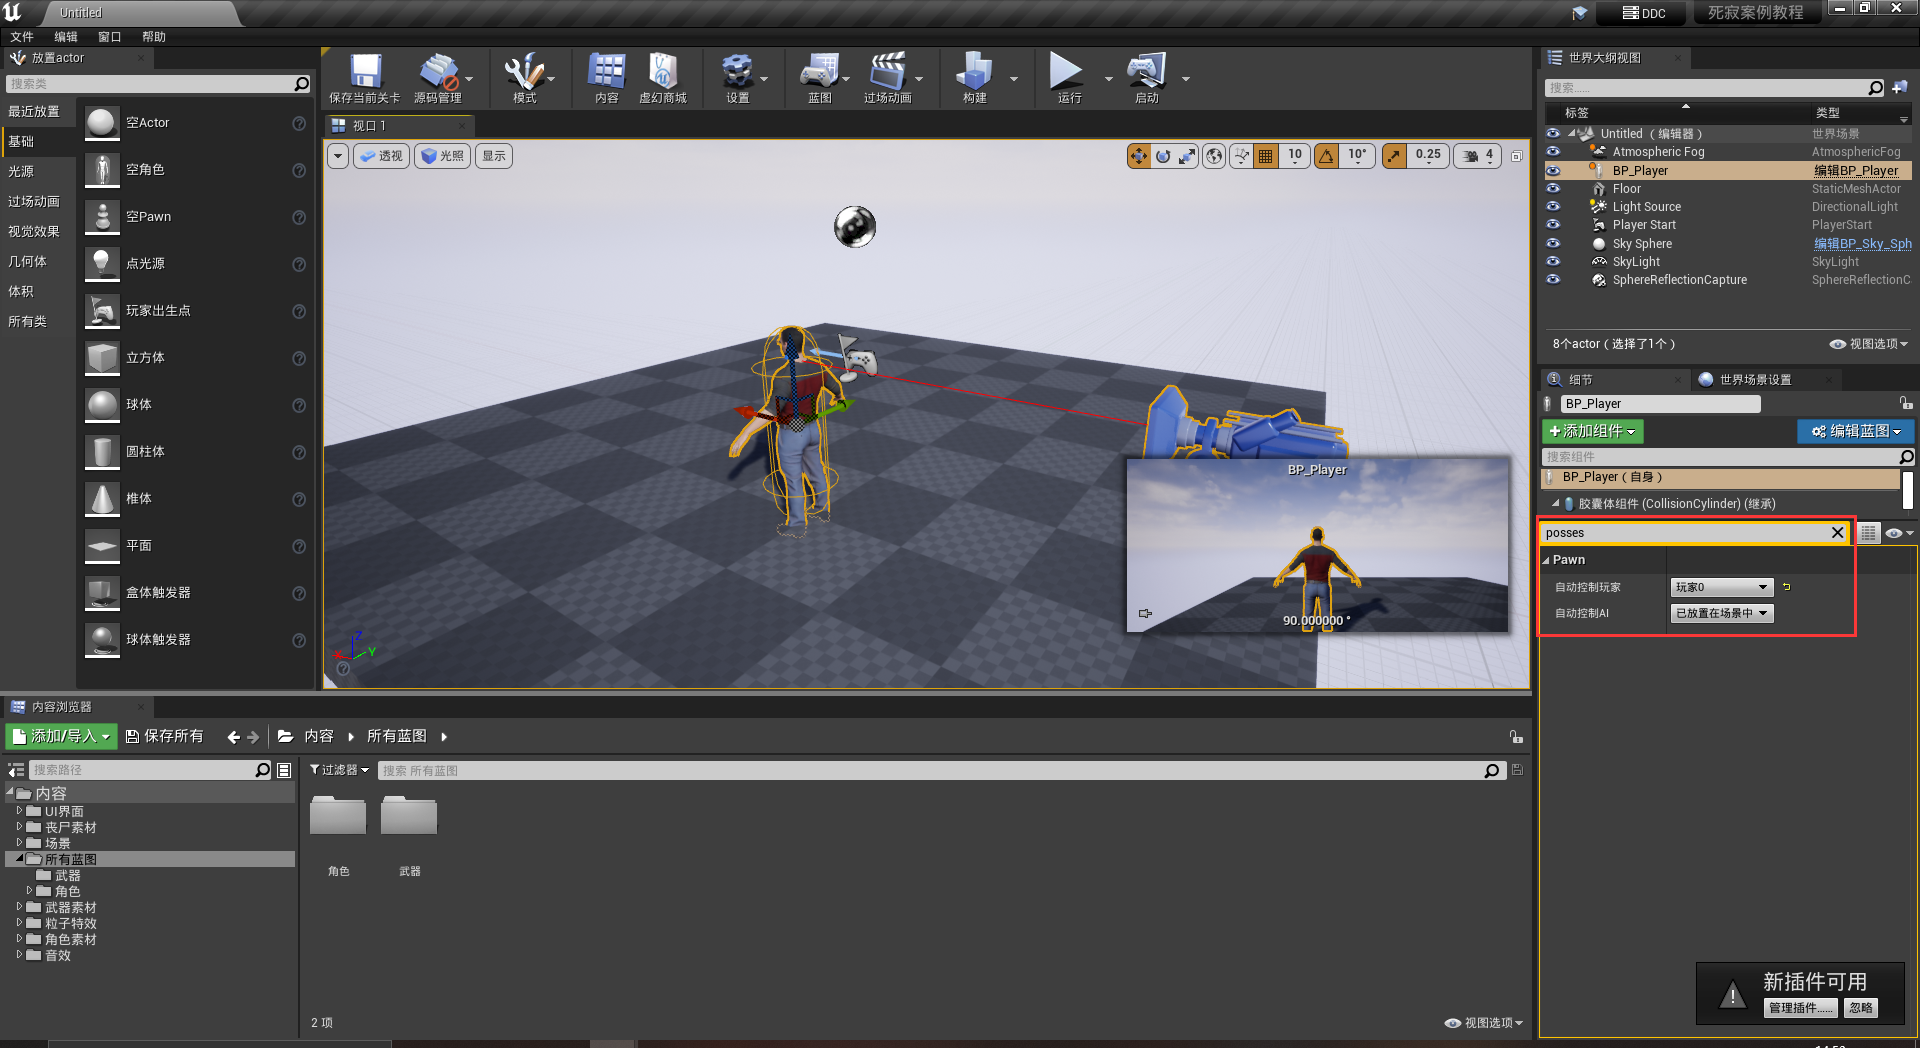 Untitled
DDC
死寂案例教程
文件 编辑 窗口 帮助
放置actor
搜索类
最近放置
基础
光源
过场动画
视觉效果
几何体
体积
所有类
空Actor
空角色
空Pawn
点光源
玩家出生点
立方体
球体
圆柱体
椎体
平面
盒体触发器
球体触发器
保存当前关卡
源码管理
模式
内容
虚幻商城
设置
蓝图
过场动画
构建
运行
启动
视口 1
透视
光照
显示
10
10°
0.25
4
BP_Player
90.000000 °
Z
Y
世界大纲视图
搜索......
标签 类型
Untitled（编辑器） 世界场景
Atmospheric Fog AtmosphericFog
BP_Player 编辑BP_Player
Floor StaticMeshActor
Light Source DirectionalLight
Player Start PlayerStart
Sky Sphere 编辑BP_Sky_Sph
SkyLight SkyLight
SphereReflectionCapture SphereReflectionC
8个actor（选择了1个）
视图选项
细节
世界场景设置
BP_Player
添加组件
编辑蓝图
搜索组件
BP_Player（自身）
胶囊体组件 (CollisionCylinder) (继承)
posses
Pawn
自动控制玩家 玩家0
自动控制AI 已放置在场景中
内容浏览器
添加/导入
保存所有
内容
所有蓝图
搜索路径
过滤器
搜索 所有蓝图
内容
UI界面
丧尸素材
场景
所有蓝图
武器
角色
武器素材
粒子特效
角色素材
音效
角色
武器
2 项
视图选项
新插件可用
管理插件......
忽略